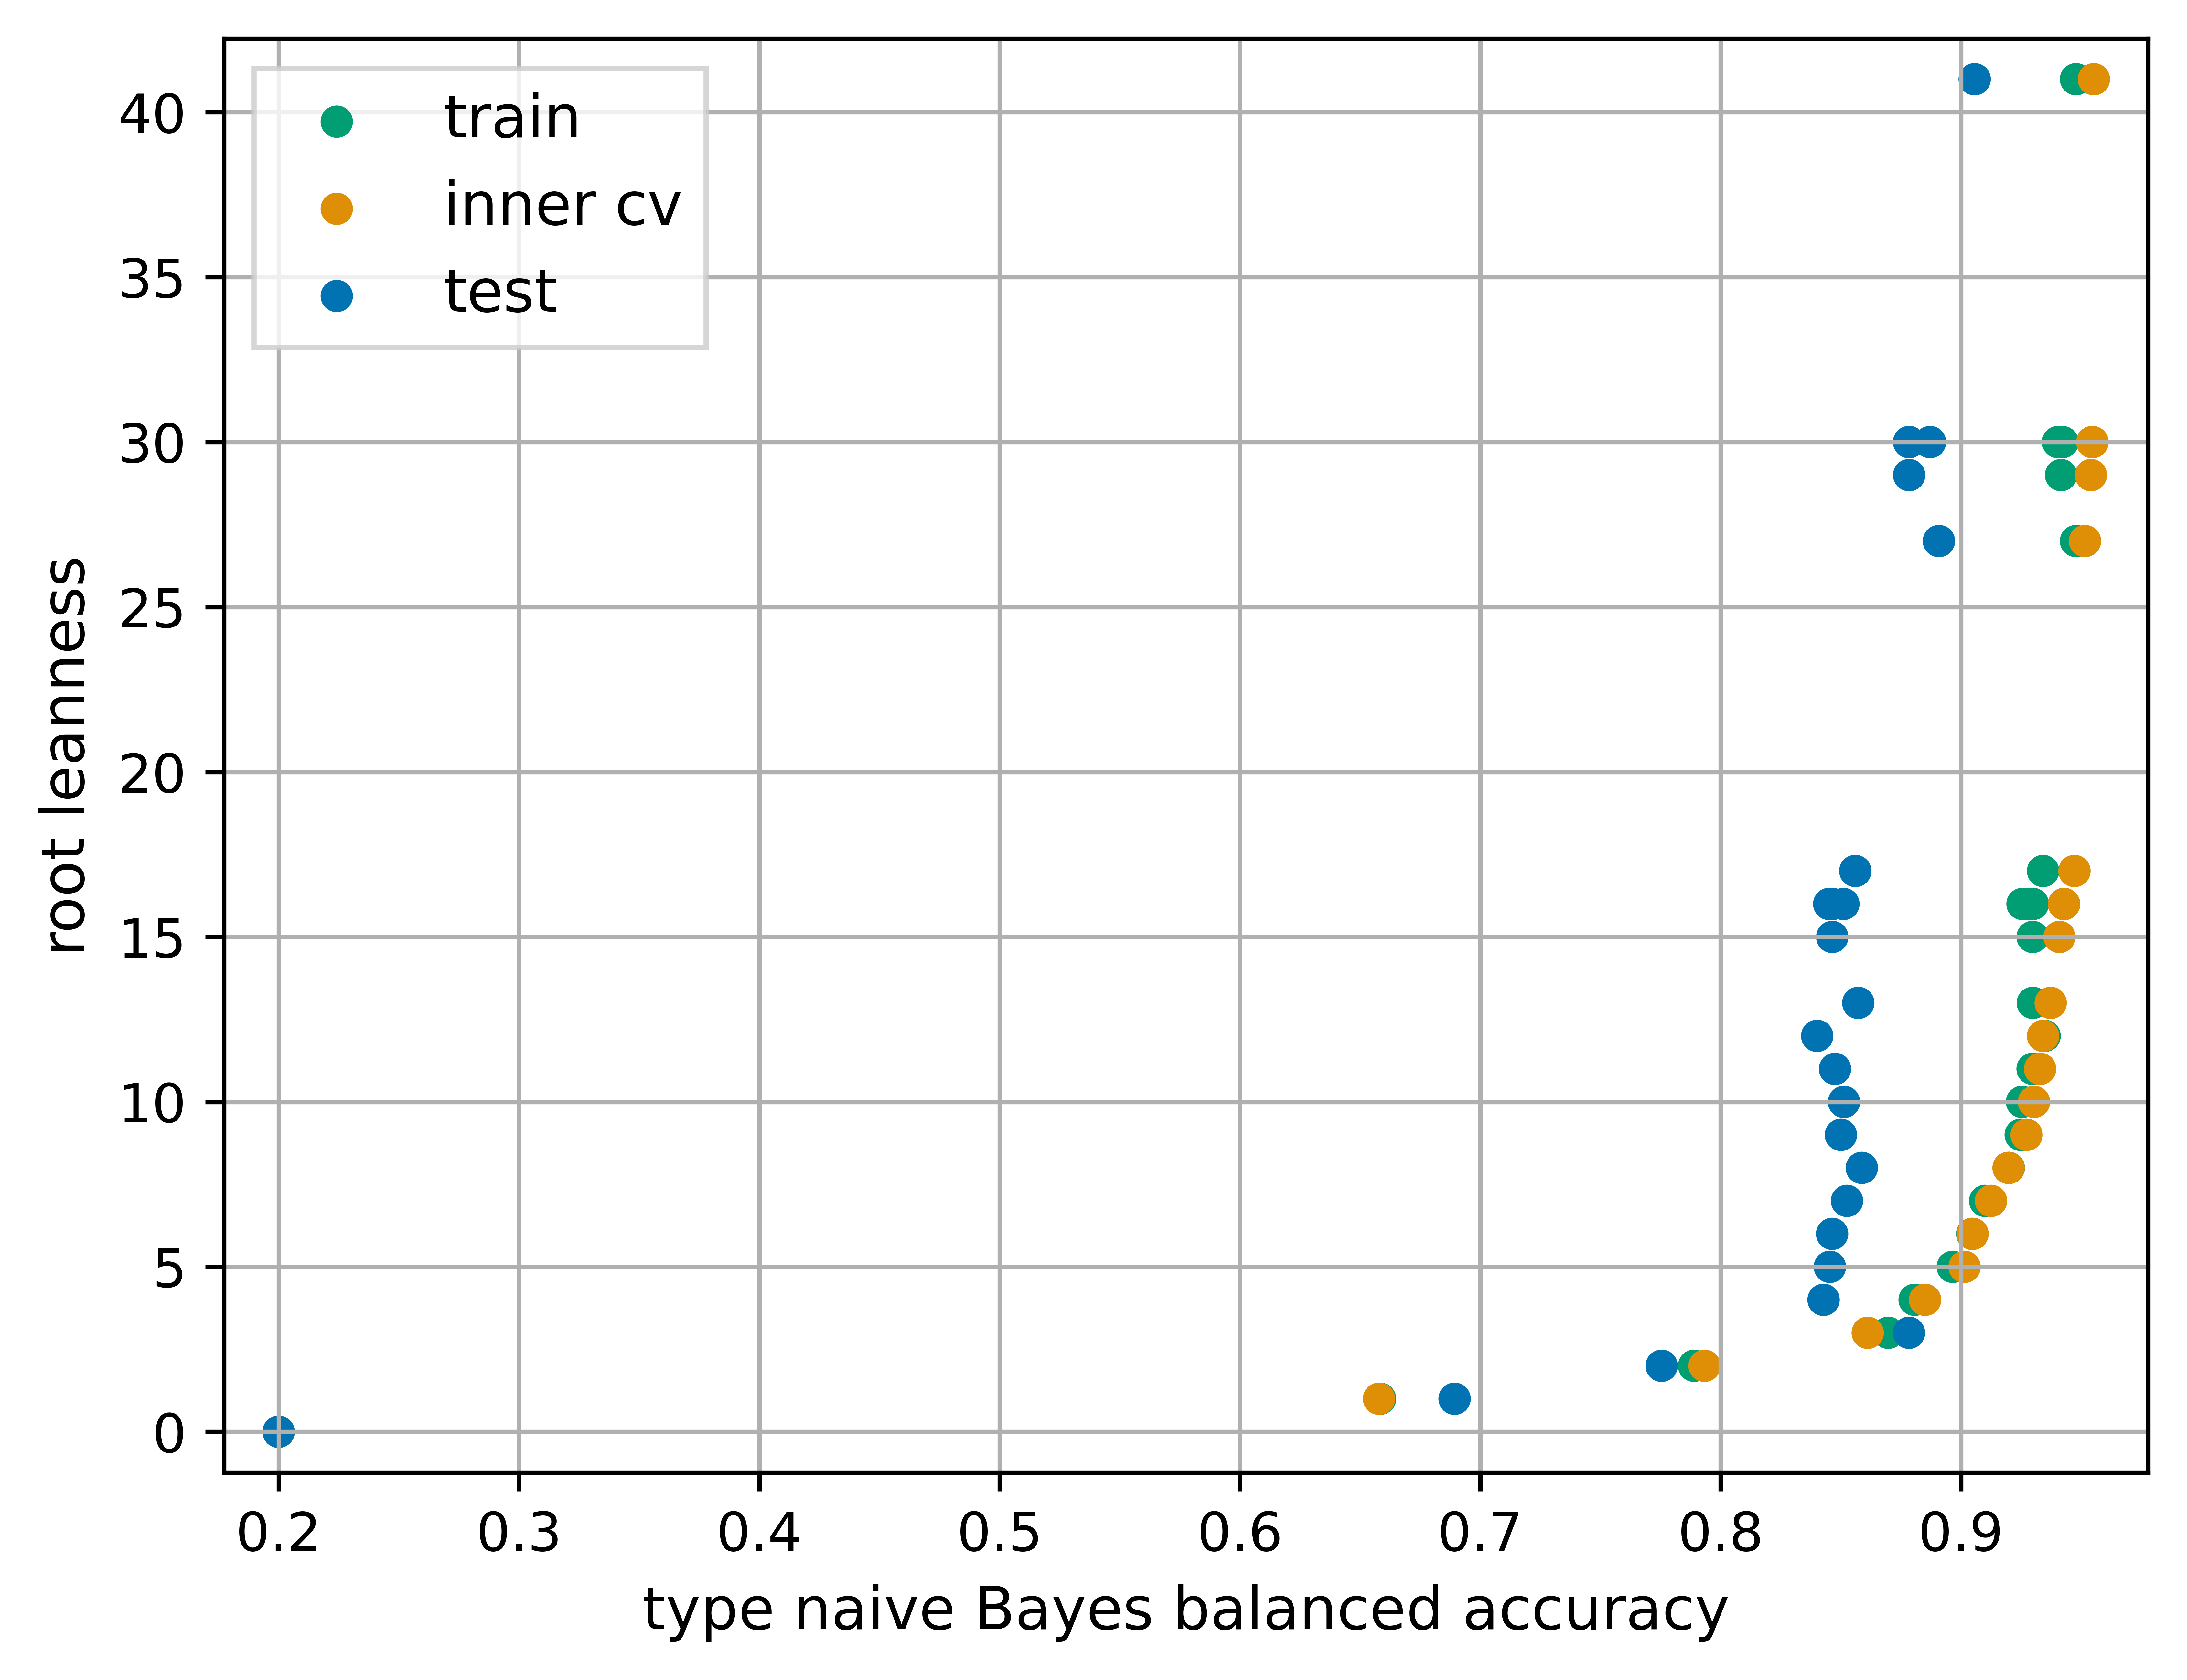 train
inner cv
test
40
35
30
25
20
15
10
5
0
root leanness
0.2 0.3 0.4 0.5 0.6 0.7 0.8 0.9
type naive Bayes balanced accuracy